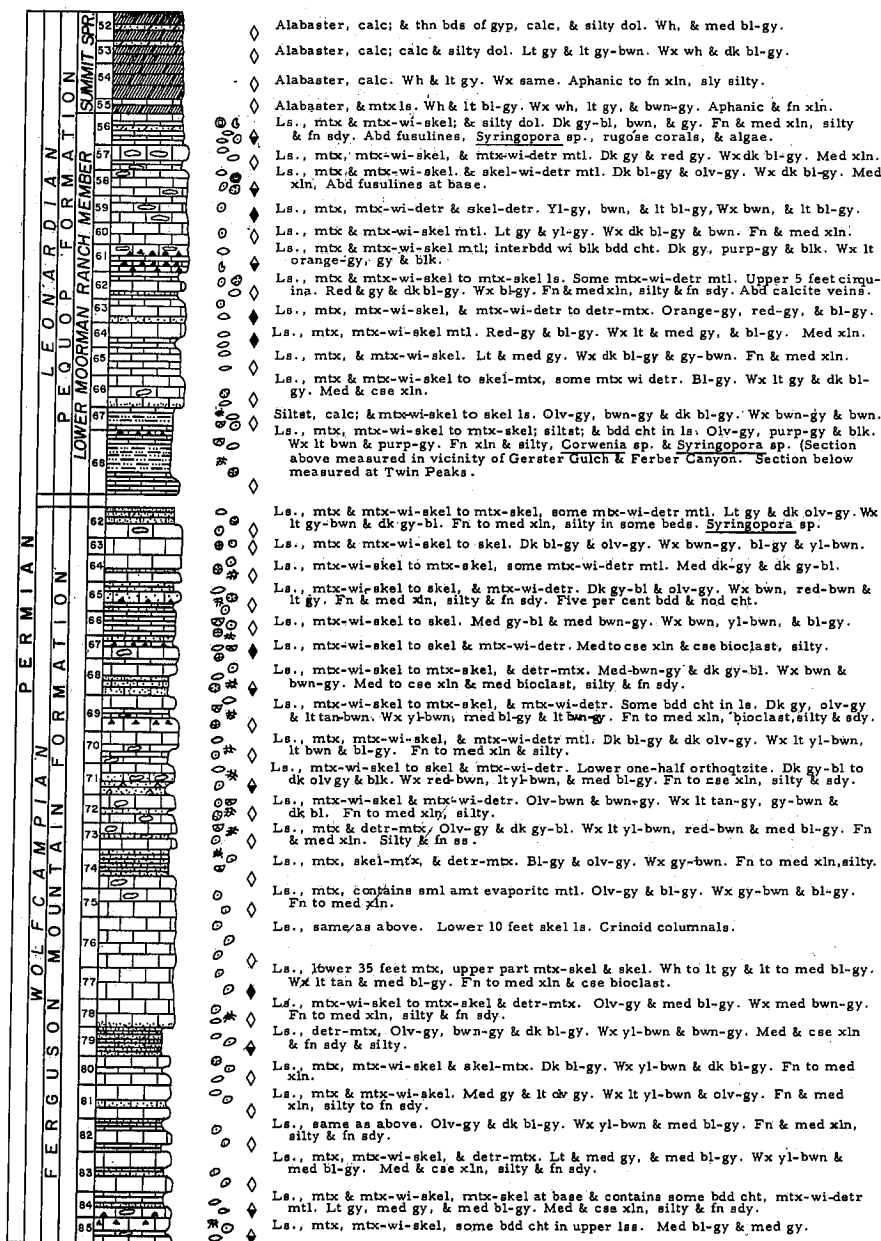 PERMIAN
LEONARDIAN
PEQUOP FORMATION
SUMMIT SPR.
LOWER MOORMAN RANCH MEMBER
WOLFCAMPIAN
FERGUSON MOUNTAIN FORMATION
52
Alabaster, calc; & thn bds of gyp, calc, & silty dol. Wh, & med bl-gy.
53
Alabaster, calc; calc & silty dol. Lt gy & lt gy-bwn. Wx wh & dk bl-gy.
54
Alabaster, calc. Wh & lt gy. Wx same. Aphanic to fn xln, sly silty.
55
Alabaster, & mtx ls. Wh & lt bl-gy. Wx wh, lt gy, & bwn-gy. Aphanic & fn xln.
56
Ls., mtx & mtx-wi-skel; & silty dol. Dk gy-bl, bwn, & gy. Fn & med xln, silty
& fn sdy. Abd fusulines, Syringopora sp., rugose corals, & algae.
57
Ls., mtx, mtx-wi-skel, & mtx-wi-detr mtl. Dk gy & red gy. Wx dk bl-gy. Med xln.
58
Ls., mtx & mtx-wi-skel. & skel-detr mtl. Dk bl-gy & olv-gy. Wx dk bl-gy. Med
xln, Abd fusulines at base.
59
Ls., mtx, mtx-wi-detr & skel-detr. Yl-gy, bwn, & lt bl-gy, Wx bwn, & lt bl-gy.
60
Ls., mtx & mtx-wi-skel mtl. Lt gy & yl-gy. Wx dk bl-gy & bwn. Fn & med xln.
61
Ls., mtx & mtx-wi-skel mtl; interbdd wi blk bdd cht. Dk gy, purp-gy & blk. Wx lt
orange-gy, gy & blk.
62
Ls., mtx & mtx-wi-skel to mtx-skel ls. Some mtx-wi-detr mtl. Upper 5 feet cirqu-
ina. Red & gy & dk bl-gy. Wx bl-gy. Fn & med xln, silty & fn sdy. Abd calcite veins.
63
Ls., mtx, mtx-wi-skel, & mtx-wi-detr to detr-mtx. Orange-gy, red-gy, & bl-gy.
64
Ls., mtx, mtx-wi-skel mtl. Red-gy & bl-gy. Wx lt & med gy, & bl-gy. Med xln.
65
Ls., mtx, & mtx-wi-skel. Lt & med gy. Wx dk bl-gy & gy-bwn. Fn & med xln.
66
Ls., mtx & mtx-wi-skel to skel-mtx, some mtx wi detr. Bl-gy. Wx lt gy & dk bl-
gy. Med & cse xln.
67
Siltst, calc; & mtx-wi-skel to skel ls. Olv-gy, bwn-gy & dk bl-gy. Wx bwn-gy & bwn.
68
Ls., mtx, mtx-wi-skel to mtx-skel; siltst; & bdd cht in ls. Olv-gy, purp-gy & blk.
Wx lt bwn & purp-gy. Fn xln & silty, Corwenia sp. & Syringopora sp. (Section
above measured in vicinity of Gerster Gulch & Ferber Canyon. Section below
measured at Twin Peaks.
62
Ls., mtx & mtx-wi-skel to mtx-skel, some mtx-wi-detr mtl. Lt gy & dk olv-gy. Wx
lt gy-bwn & dk gy-bl. Fn to med xln, silty in some beds. Syringopora sp.
63
Ls., mtx & mtx-wi-skel to skel. Dk bl-gy & olv-gy. Wx bwn-gy, bl-gy & yl-bwn.
64
Ls., mtx-wi-skel to mtx-skel, some mtx-wi-detr mtl. Med dk-gy & dk gy-bl.
65
Ls., mtx-wi-skel to skel, & mtx-wi-detr. Dk gy-bl & olv-gy. Wx bwn, red-bwn &
lt gy. Fn & med xln, silty & fn sdy. Five per cent bdd & nod cht.
66
Ls., mtx-wi-skel to skel. Med gy-bl & med bwn-gy. Wx bwn, yl-bwn, & bl-gy.
67
Ls., mtx-wi-skel to skel & mtx-wi-detr. Med to cse xln & cse bioclast, silty.
68
Ls., mtx-wi-skel to mtx-skel, & detr-mtx. Med-bwn-gy & dk gy-bl. Wx bwn &
bwn-gy. Med to cse xln & med bioclast, silty & fn sdy.
69
Ls., mtx-wi-skel to mtx-skel, & mtx-wi-detr. Some bdd cht in ls. Dk gy, olv-gy
& lt tan-bwn. Wx yl-bwn, med bl-gy & lt bwn-gy. Fn to med xln, bioclast, silty & sdy.
70
Ls., mtx, mtx-wi-skel, & mtx-wi-detr mtl. Dk bl-gy & dk olv-gy. Wx lt yl-bwn,
lt bwn & bl-gy. Fn to med xln & silty.
71
Ls., mtx-wi-skel to skel & mtx-wi-detr. Lower one-half orthoqtzite. Dk gy-bl to
dk olv gy & blk. Wx red-bwn, lt yl-bwn, & med bl-gy. Fn to cse xln, silty & sdy.
72
Ls., mtx-wi-skel & mtx-wi-detr. Olv-bwn & bwn-gy. Wx lt tan-gy, gy-bwn &
dk bl. Fn to med xln, silty.
73
Ls., mtx & detr-mtx, Olv-gy & dk gy-bl. Wx lt yl-bwn, red-bwn & med bl-gy. Fn
& med xln. Silty & fn ss.
74
Ls., mtx, skel-mtx, & detr-mtx. Bl-gy & olv-gy. Wx gy-bwn. Fn to med xln, silty.
75
Ls., mtx, contains sml amt evaporite mtl. Olv-gy & bl-gy. Wx gy-bwn & bl-gy.
Fn to med xln.
76
Ls., same as above. Lower 10 feet skel ls. Crinoid columnals.
77
Ls., lower 35 feet mtx, upper part mtx-skel & skel. Wh to lt gy & lt to med bl-gy.
Wx lt tan & med bl-gy. Fn to med xln & cse bioclast.
78
Ls., mtx-wi-skel to mtx-skel & detr-mtx. Olv-gy & med bl-gy. Wx med bwn-gy.
Fn to med xln, silty & fn sdy.
79
Ls., detr-mtx, Olv-gy, bwn-gy & dk bl-gy. Wx yl-bwn & bwn-gy. Med & cse xln
& fn sdy & silty.
80
Ls., mtx, mtx-wi-skel & skel-mtx. Dk bl-gy. Wx yl-bwn & dk bl-gy. Fn to med
xln.
81
Ls., mtx & mtx-wi-skel. Med gy & lt olv gy. Wx lt yl-bwn & olv-gy. Fn & med
xln, silty to fn sdy.
82
Ls., same as above. Olv-gy & dk bl-gy. Wx yl-bwn & med bl-gy. Fn & med xln,
silty & fn sdy.
83
Ls., mtx, mtx-wi-skel, & detr-mtx. Lt & med gy, & med bl-gy. Wx yl-bwn &
med bl-gy. Med & cse xln, silty & fn sdy.
84
Ls., mtx & mtx-wi-skel, mtx-skel at base & contains some bdd cht, mtx-wi-detr
mtl. Lt gy, med gy, & med bl-gy. Med & cse xln, silty & fn sdy.
85
Ls., mtx, mtx-wi-skel, some bdd cht in upper lss. Med bl-gy & med gy.